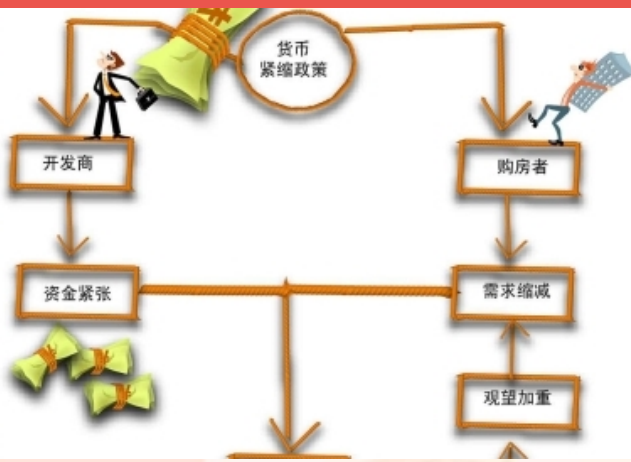 货币
紧缩政策
开发商
购房者
资金紧张
需求缩减
观望加重